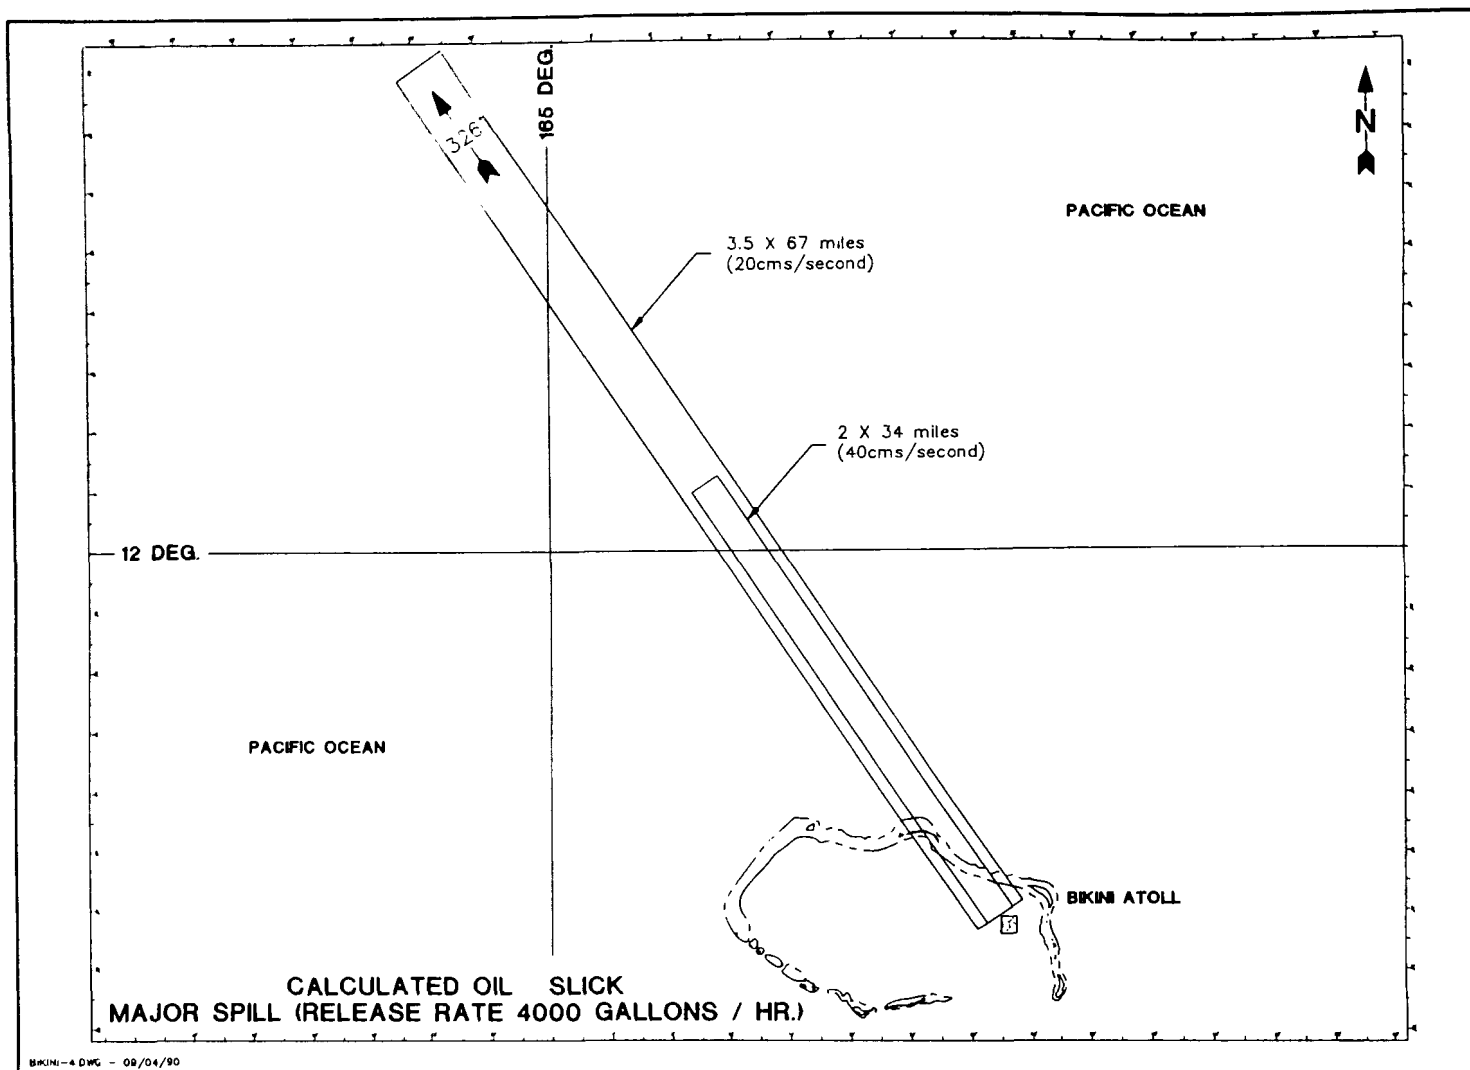 165 DEG.
326°
N
PACIFIC OCEAN
3.5 X 67 miles
(20cms/second)
2 X 34 miles
(40cms/second)
12 DEG.
PACIFIC OCEAN
BIKINI ATOLL
CALCULATED OIL SLICK
MAJOR SPILL (RELEASE RATE 4000 GALLONS / HR.)
BIKINI-4.DWG - 09/04/90